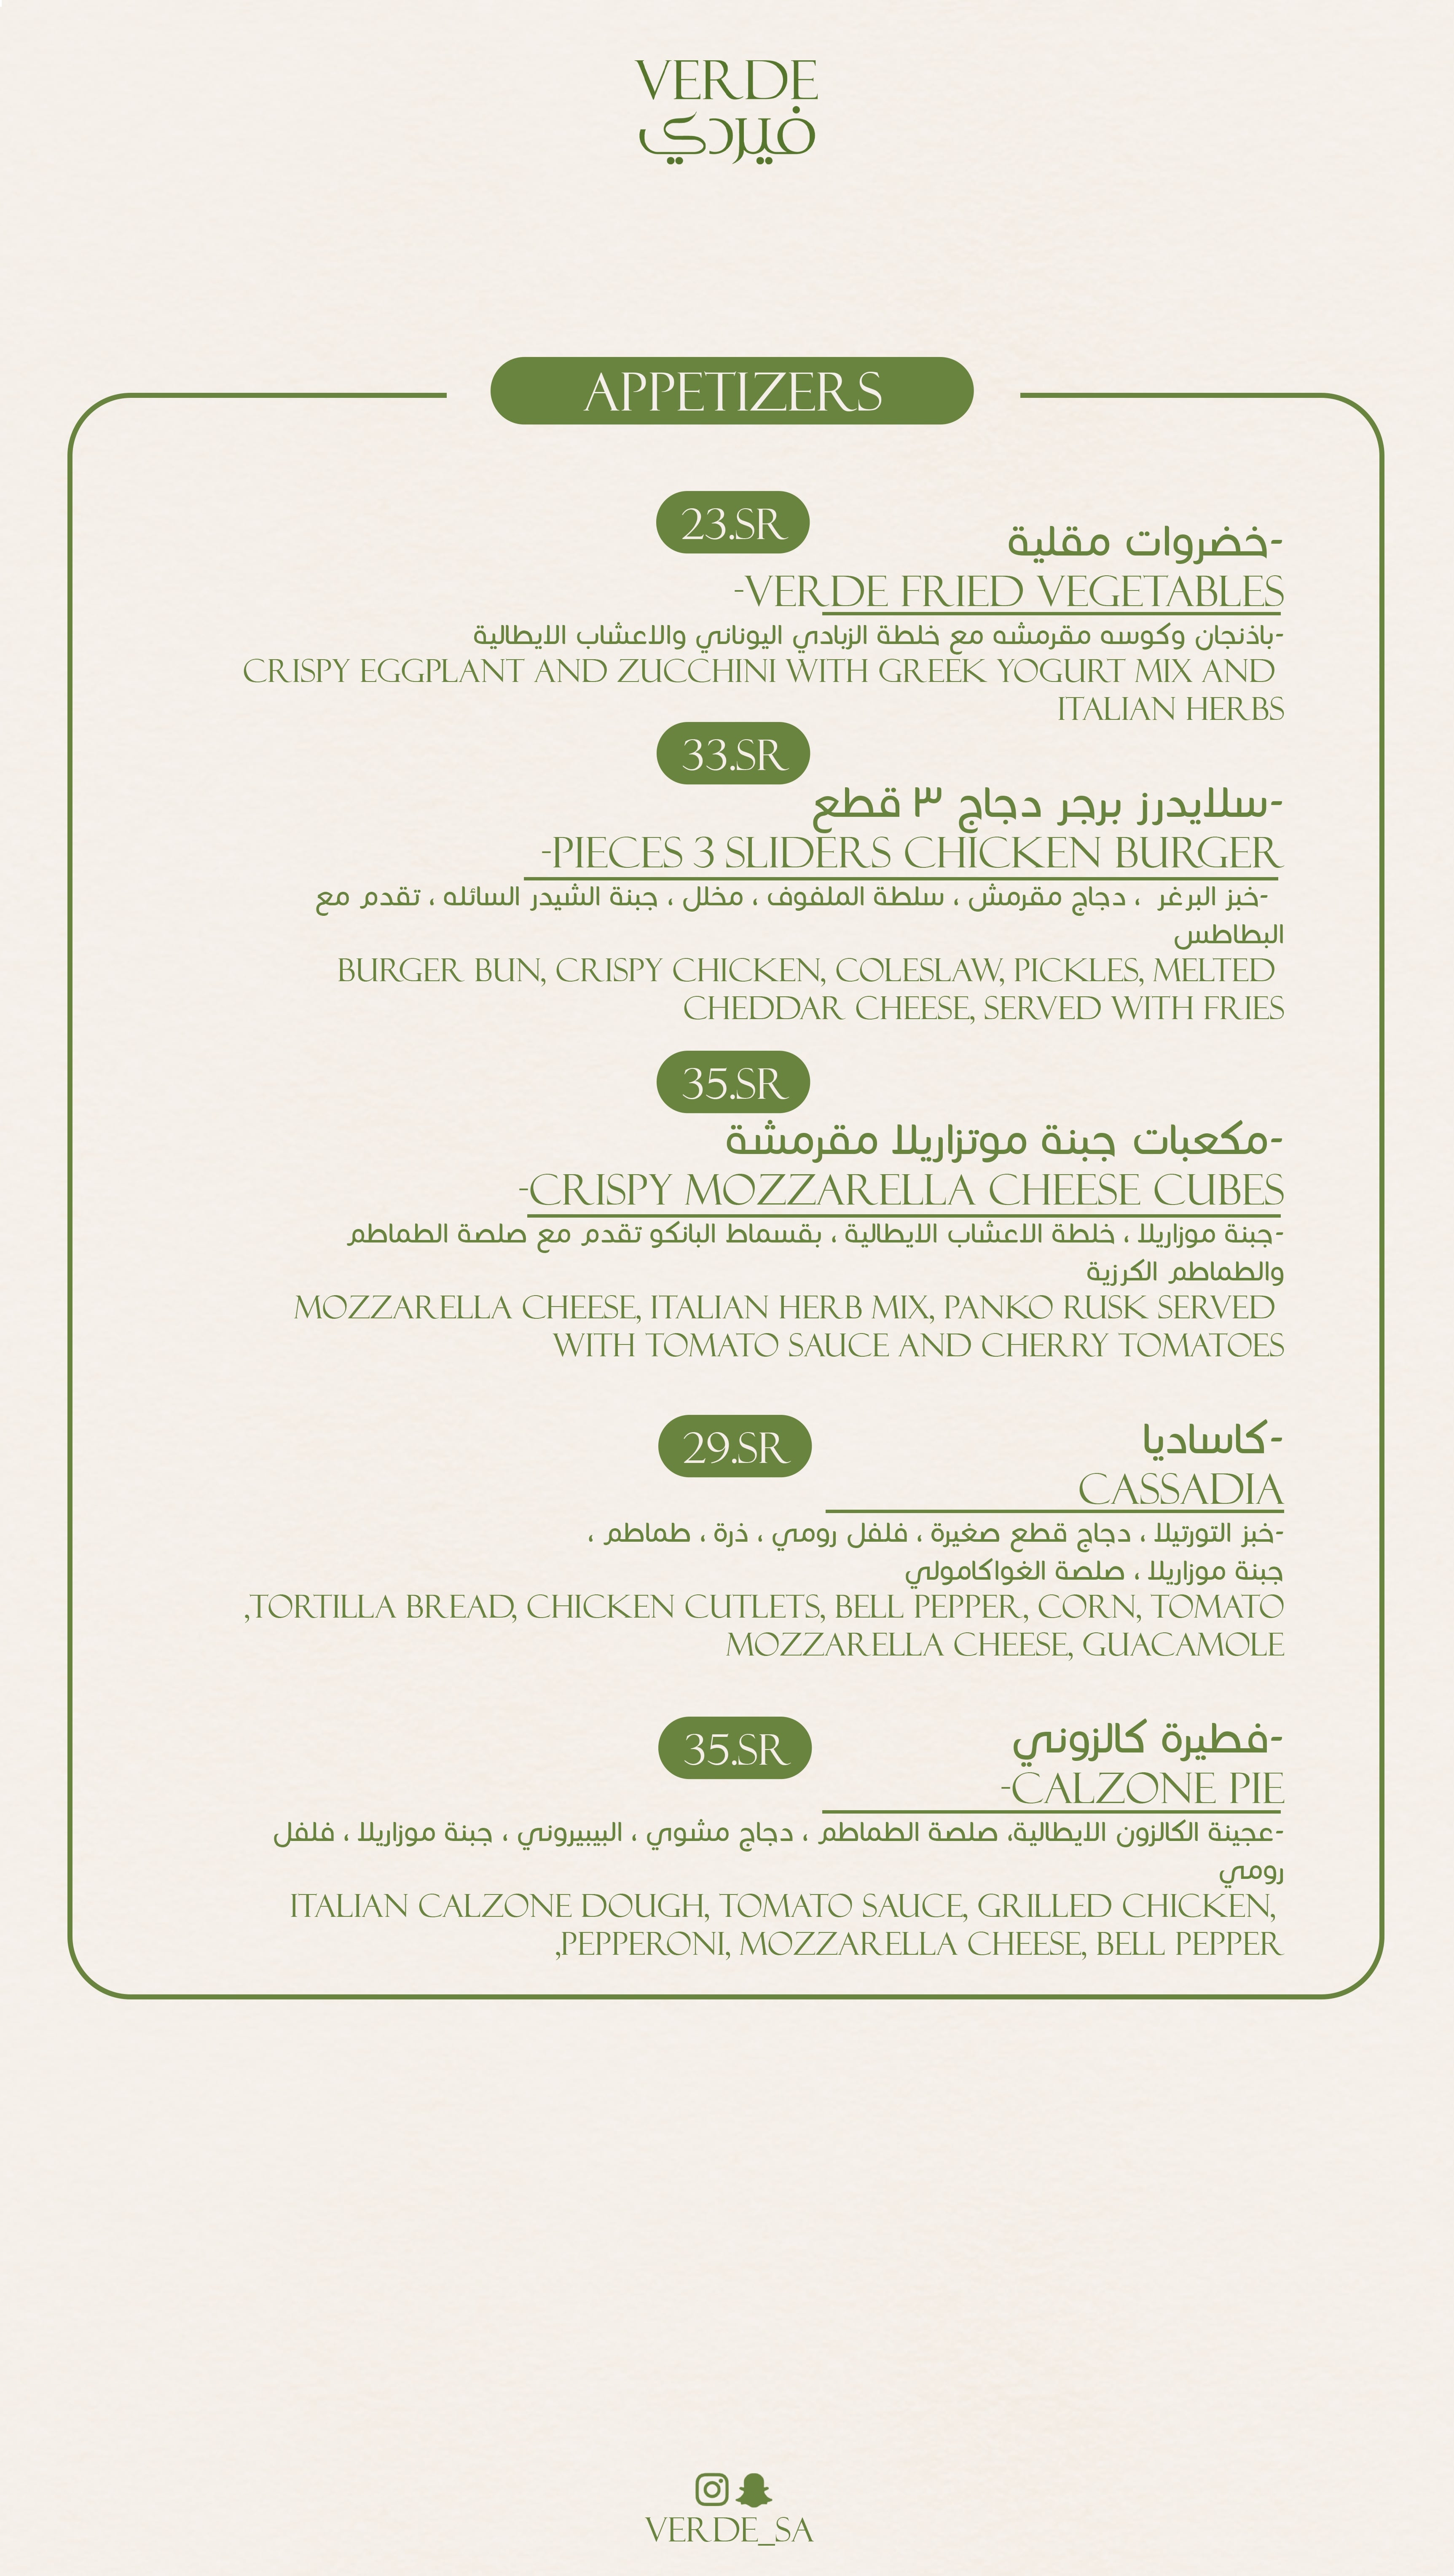 VERDE
فيردي
APPETIZERS
23.SR
-خضروات مقلية
-VERDE FRIED VEGETABLES
-باذنجان وكوسه مقرمشه مع خلطة الزبادي اليوناني والاعشاب الايطالية
CRISPY EGGPLANT AND ZUCCHINI WITH GREEK YOGURT MIX AND
ITALIAN HERBS
33.SR
-سلايدرز برجر دجاج ٣ قطع
-PIECES 3 SLIDERS CHICKEN BURGER
-خبز البرغر ، دجاج مقرمش ، سلطة الملفوف ، مخلل ، جبنة الشيدر السائله ، تقدم مع
البطاطس
BURGER BUN, CRISPY CHICKEN, COLESLAW, PICKLES, MELTED
CHEDDAR CHEESE, SERVED WITH FRIES
35.SR
-مكعبات جبنة موتزاريلا مقرمشة
-CRISPY MOZZARELLA CHEESE CUBES
-جبنة موزاريلا ، خلطة الاعشاب الايطالية ، بقسماط البانكو تقدم مع صلصة الطماطم
والطماطم الكرزية
MOZZARELLA CHEESE, ITALIAN HERB MIX, PANKO RUSK SERVED
WITH TOMATO SAUCE AND CHERRY TOMATOES
29.SR
-كاساديا
CASSADIA
-خبز التورتيلا ، دجاج قطع صغيرة ، فلفل رومي ، ذرة ، طماطم ،
جبنة موزاريلا ، صلصة الغواكامولي
,TORTILLA BREAD, CHICKEN CUTLETS, BELL PEPPER, CORN, TOMATO
MOZZARELLA CHEESE, GUACAMOLE
35.SR
-فطيرة كالزوني
-CALZONE PIE
-عجينة الكالزون الايطالية، صلصة الطماطم ، دجاج مشوي ، البيبيروني ، جبنة موزاريلا ، فلفل
رومي
ITALIAN CALZONE DOUGH, TOMATO SAUCE, GRILLED CHICKEN,
,PEPPERONI, MOZZARELLA CHEESE, BELL PEPPER
VERDE_SA